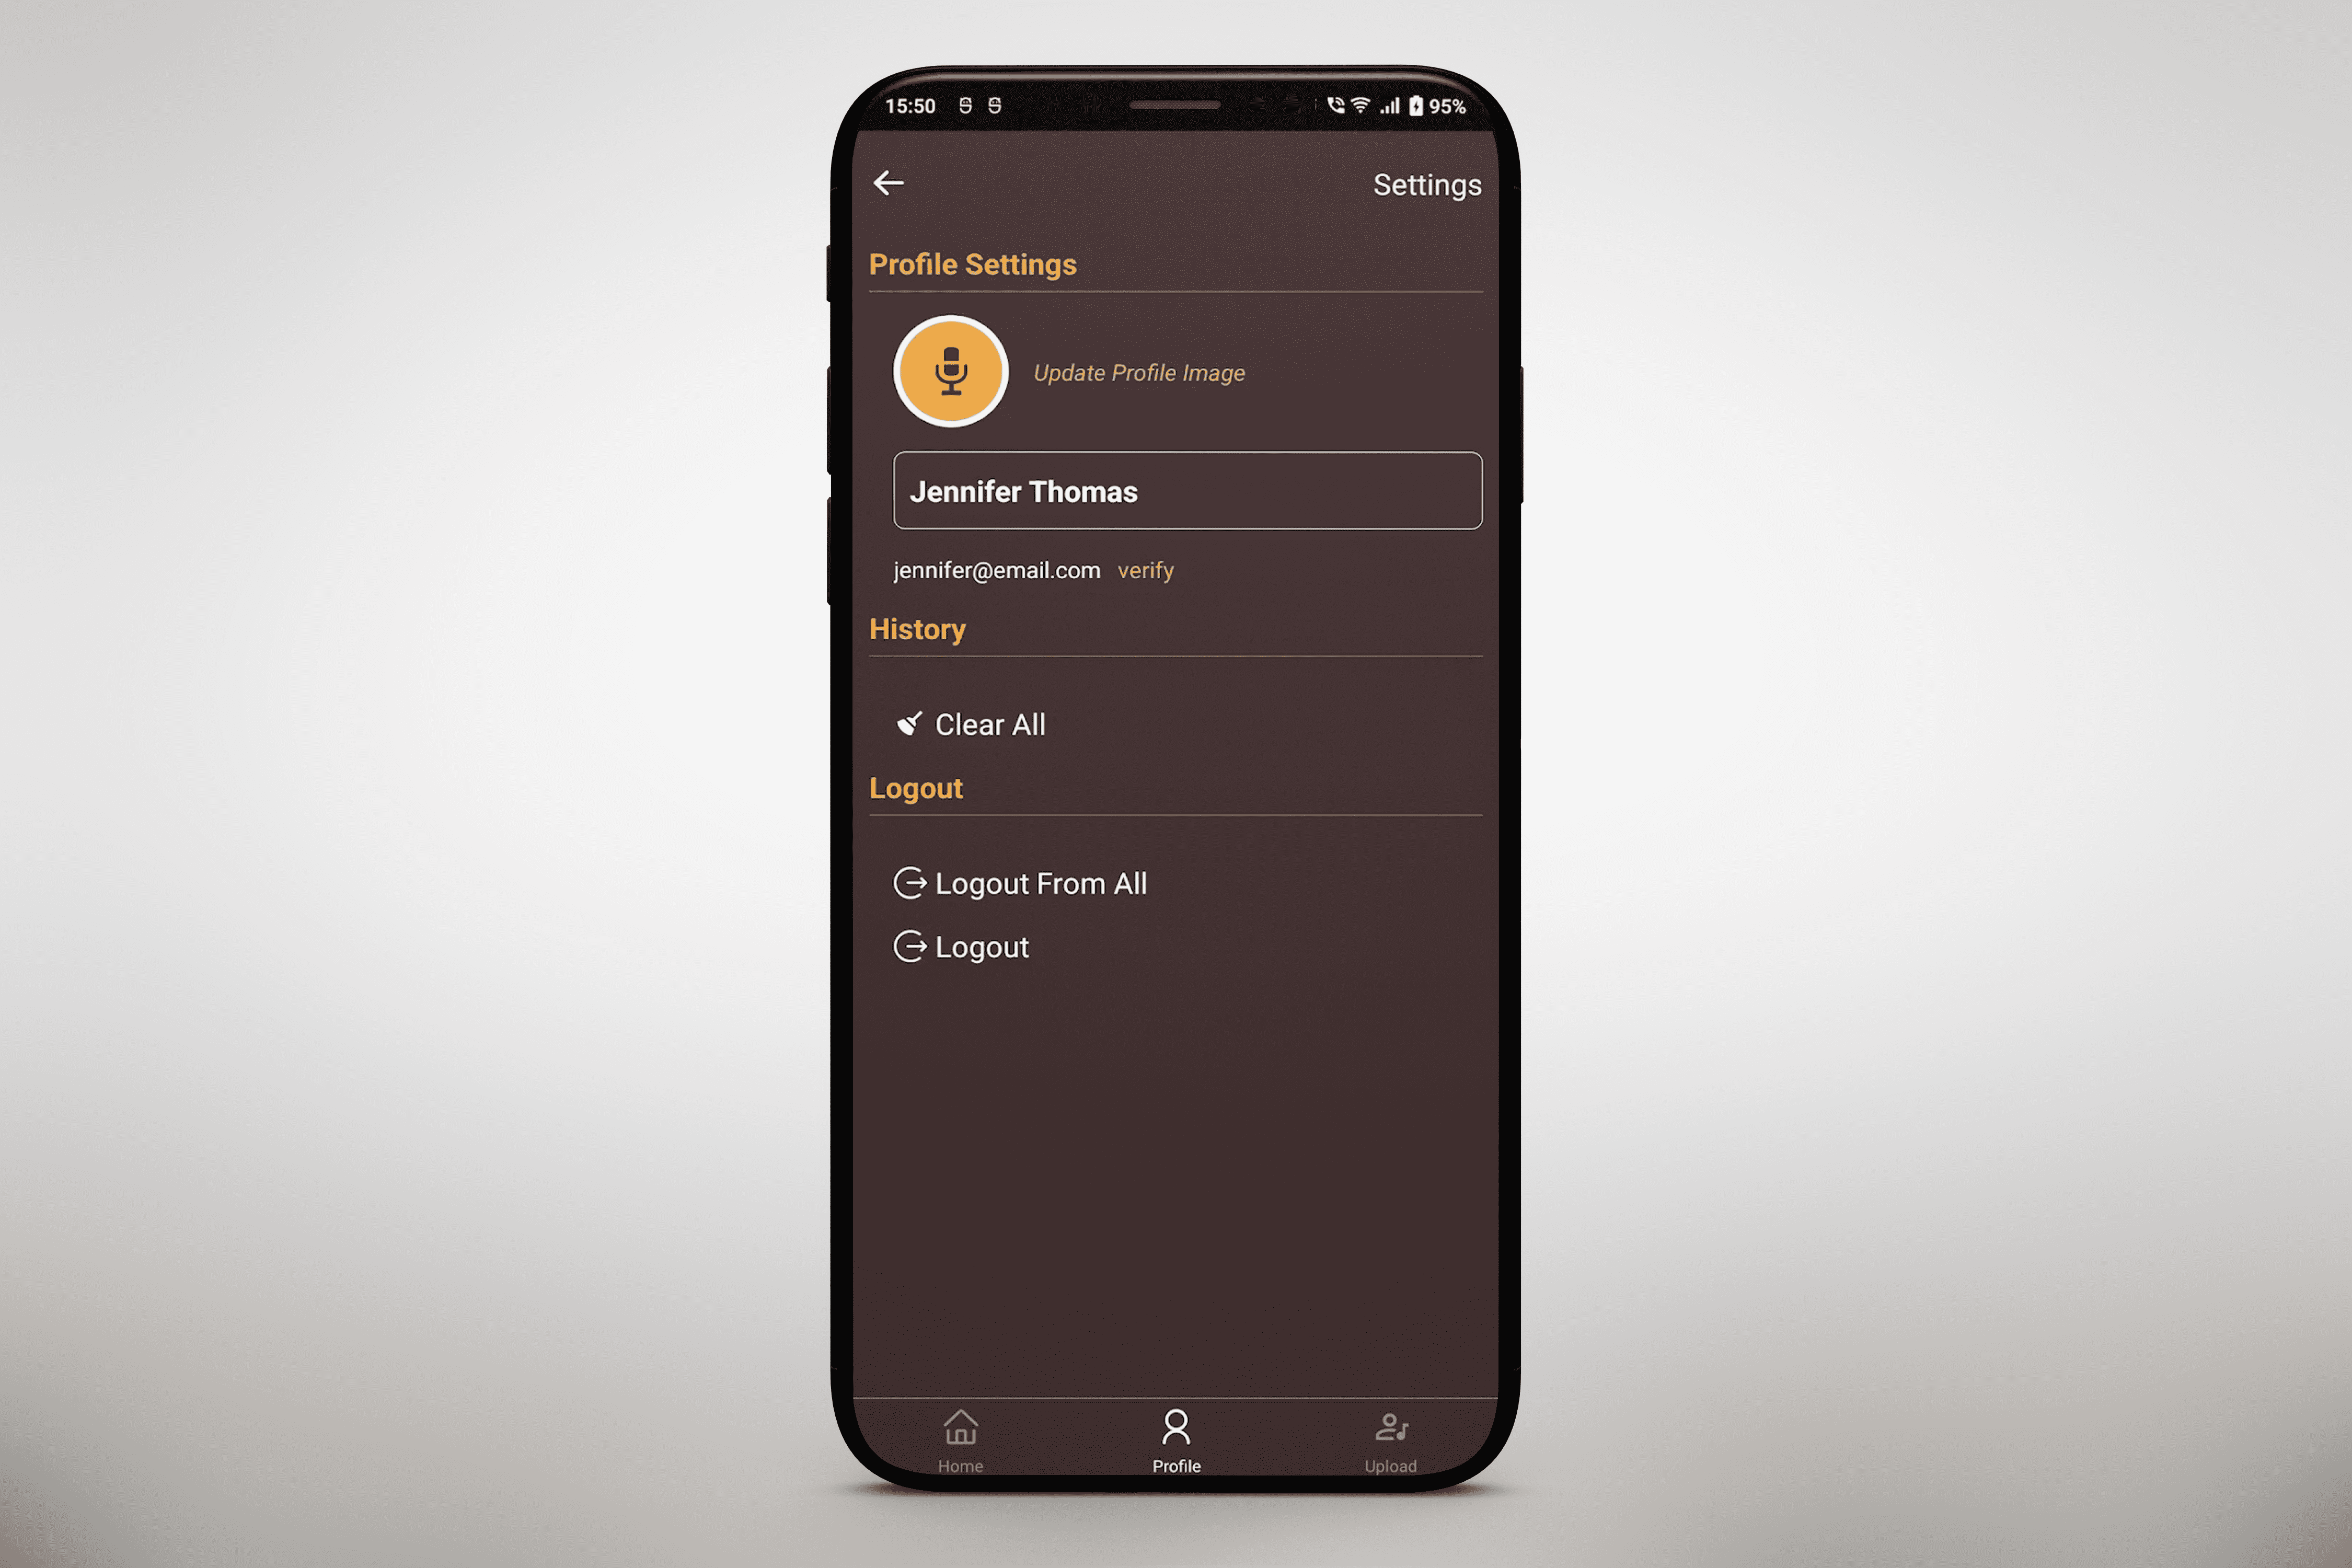 15:50 95%
Settings
Profile Settings
Update Profile Image
Jennifer Thomas
jennifer@email.com verify
History
Clear All
Logout
Logout From All
Logout
Home Profile Upload